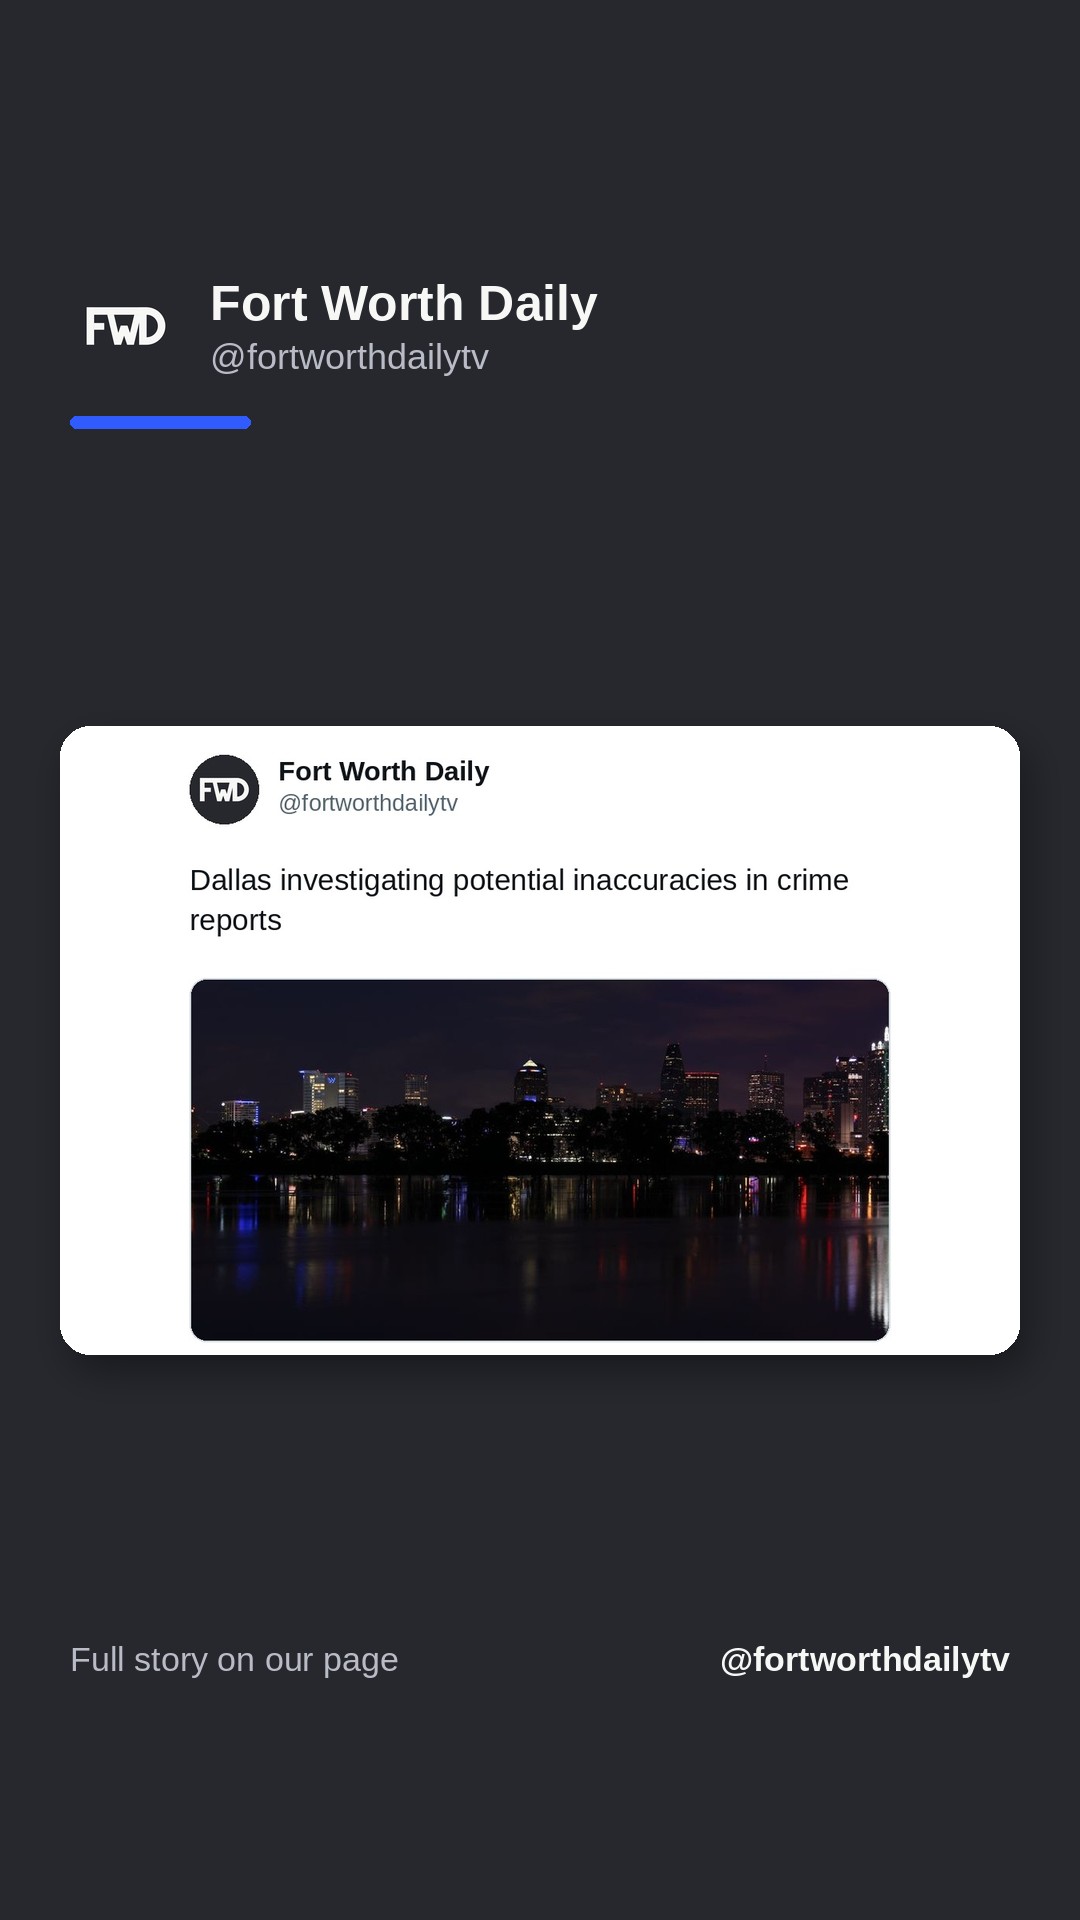 FWD
Fort Worth Daily
@fortworthdailytv
FWD
Fort Worth Daily
@fortworthdailytv
Dallas investigating potential inaccuracies in crime
reports
Full story on our page
@fortworthdailytv